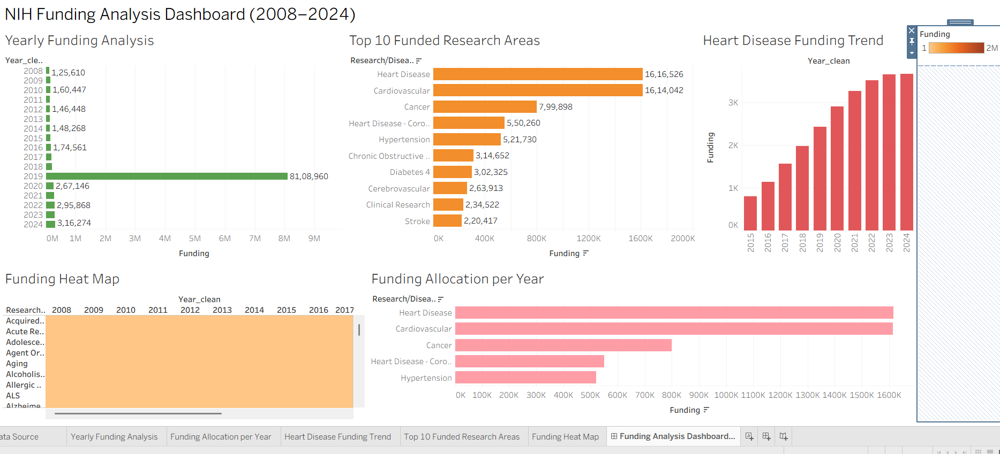 NIH Funding Analysis Dashboard (2008–2024)
Yearly Funding Analysis
Year_cle..
2008 1,25,610
2009
2010 1,60,447
2011
2012 1,46,448
2013
2014 1,48,268
2015
2016 1,74,561
2017
2018
2019 81,08,960
2020 2,67,146
2021
2022 2,95,868
2023
2024 3,16,274
0M 1M 2M 3M 4M 5M 6M 7M 8M 9M
Funding
Top 10 Funded Research Areas
Research/Disea..
Heart Disease 16,16,526
Cardiovascular 16,14,042
Cancer 7,99,898
Heart Disease - Coro.. 5,50,260
Hypertension 5,21,730
Chronic Obstructive .. 3,14,652
Diabetes 4 3,02,325
Cerebrovascular 2,63,913
Clinical Research 2,34,522
Stroke 2,20,417
0K 400K 800K 1200K 1600K 2000K
Funding
Heart Disease Funding Trend
Year_clean
3K
2K
1K
0K
Funding
2015 2016 2017 2018 2019 2020 2021 2022 2023 2024
Funding
1 2M
Funding Heat Map
Year_clean
Research.. 2008 2009 2010 2011 2012 2013 2014 2015 2016 2017
Acquired..
Acute Re..
Adolesce..
Agent Or..
Aging
Alcoholis..
Allergic ..
ALS
Alzheime
Funding Allocation per Year
Research/Disea..
Heart Disease
Cardiovascular
Cancer
Heart Disease - Coro..
Hypertension
0K 100K 200K 300K 400K 500K 600K 700K 800K 900K 1000K 1100K 1200K 1300K 1400K 1500K 1600K
Funding
ata Source Yearly Funding Analysis Funding Allocation per Year Heart Disease Funding Trend Top 10 Funded Research Areas Funding Heat Map Funding Analysis Dashboard...